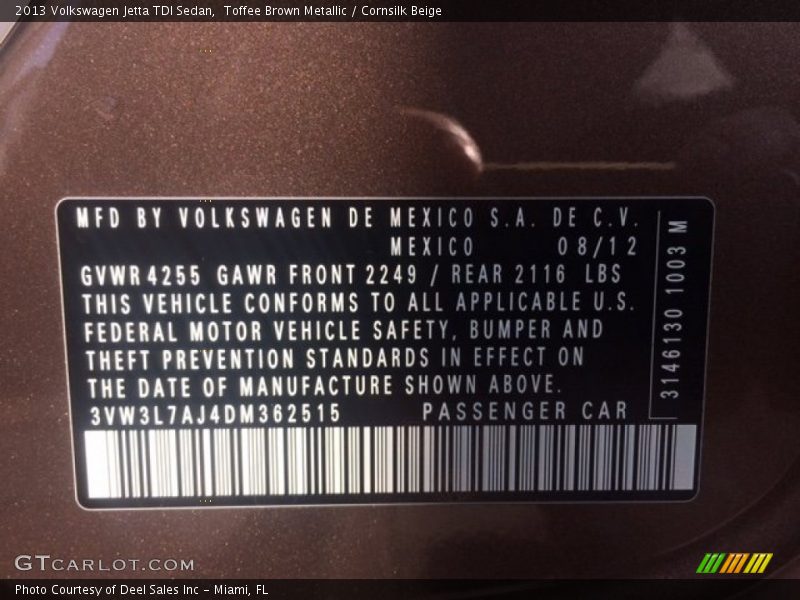 2013 Volkswagen Jetta TDI Sedan,  Toffee Brown Metallic / Cornsilk Beige
MFD BY VOLKSWAGEN DE MEXICO S.A. DE C.V.
MEXICO 08/12
GVWR 4255 GAWR FRONT 2249 / REAR 2116 LBS
THIS VEHICLE CONFORMS TO ALL APPLICABLE U.S.
FEDERAL MOTOR VEHICLE SAFETY, BUMPER AND
THEFT PREVENTION STANDARDS IN EFFECT ON
THE DATE OF MANUFACTURE SHOWN ABOVE.
3VW3L7AJ4DM362515 PASSENGER CAR
3146130 1003 M
GTCARLOT.COM
Photo Courtesy of Deel Sales Inc - Miami, FL